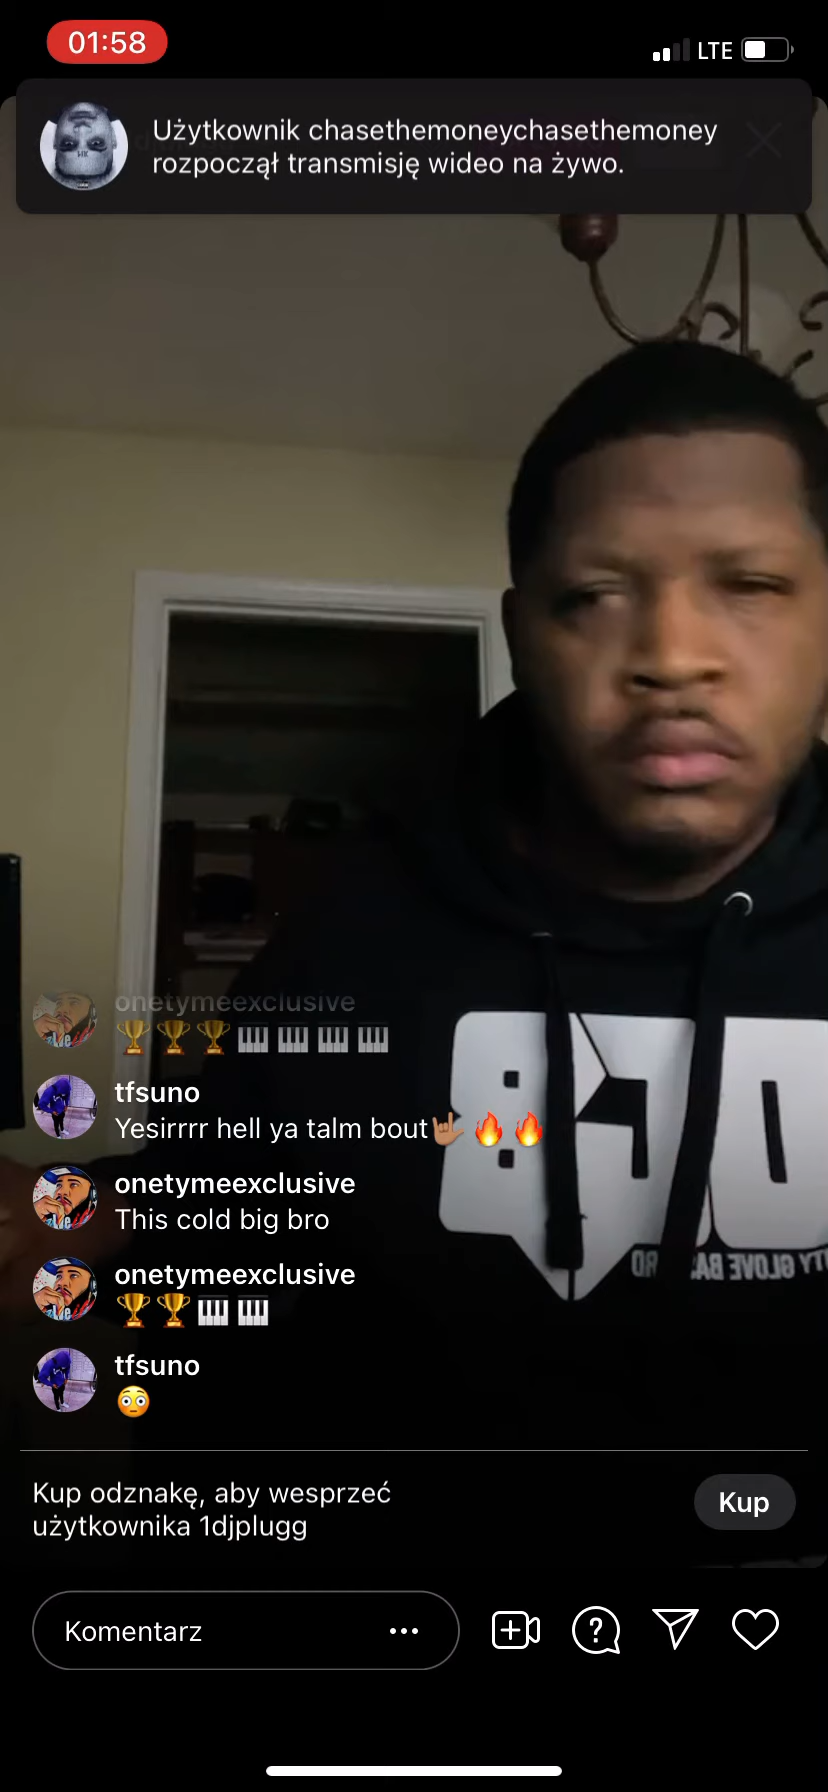 01:58
LTE
Użytkownik chasethemoneychasethemoney
rozpoczął transmisję wideo na żywo.
onetymeexclusive
🏆🏆🏆🎹🎹🎹🎹
tfsuno
Yesirrrr hell ya talm bout🤟🏽🔥🔥
onetymeexclusive
This cold big bro
onetymeexclusive
🏆🏆🎹🎹
tfsuno
😳
Kup odznakę, aby wesprzeć
użytkownika 1djplugg
Kup
Komentarz